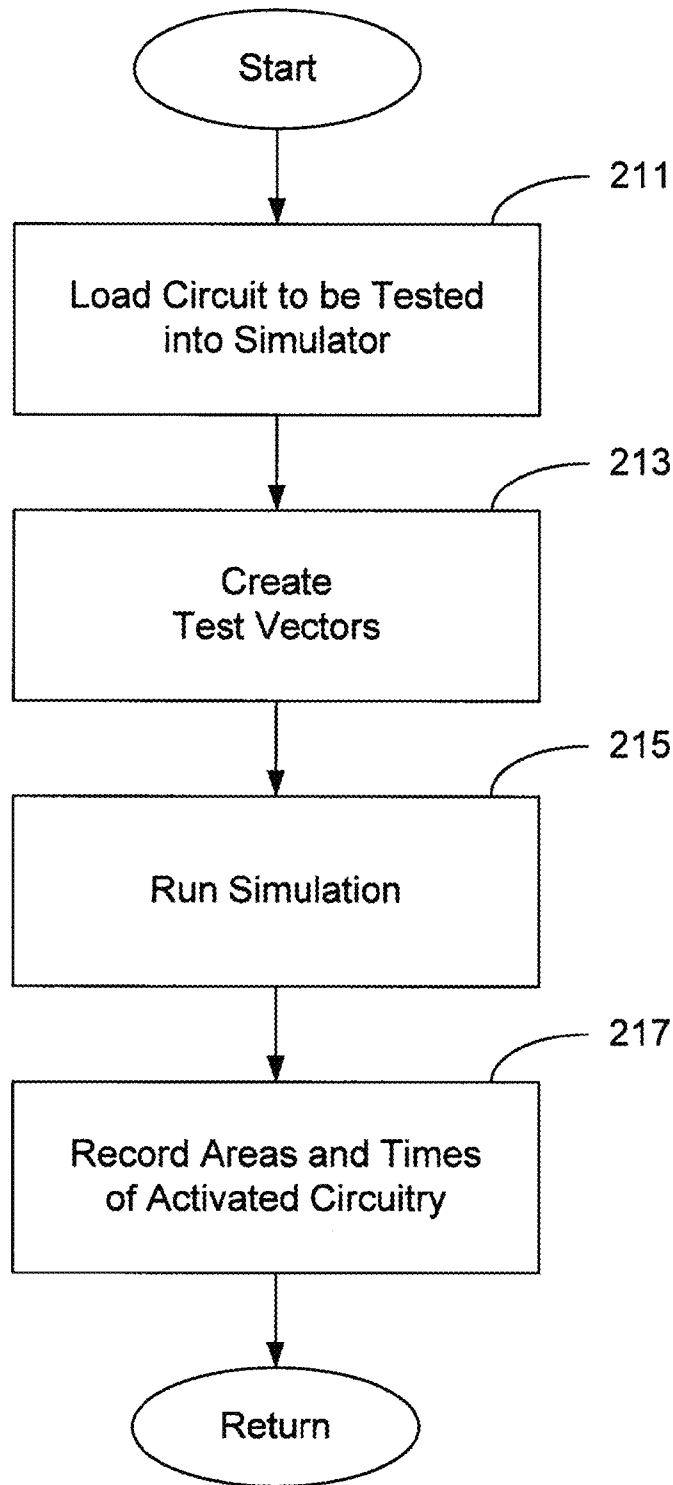 Start
211
Load Circuit to be Tested
into Simulator
213
Create
Test Vectors
215
Run Simulation
217
Record Areas and Times
of Activated Circuitry
Return